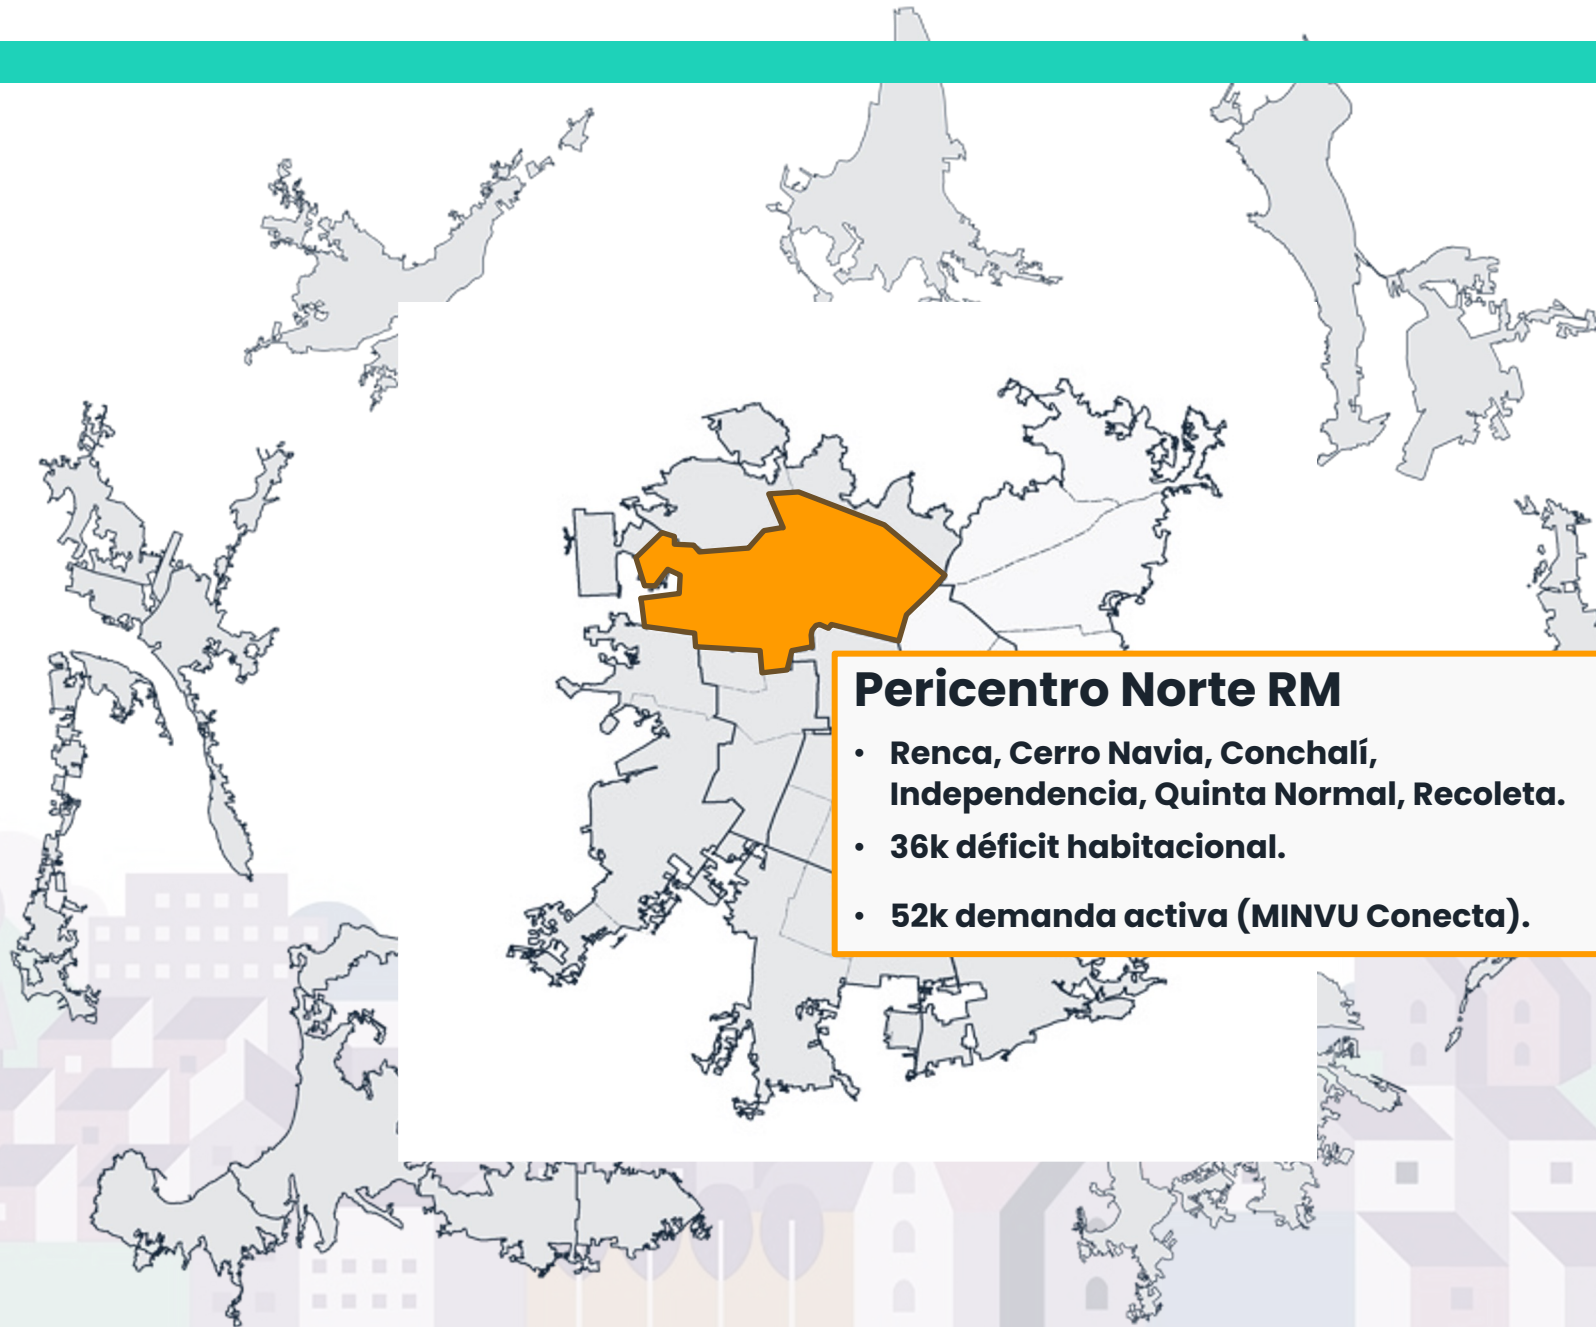 Pericentro Norte RM
• Renca, Cerro Navia, Conchalí,
Independencia, Quinta Normal, Recoleta.
• 36k déficit habitacional.
• 52k demanda activa (MINVU Conecta).